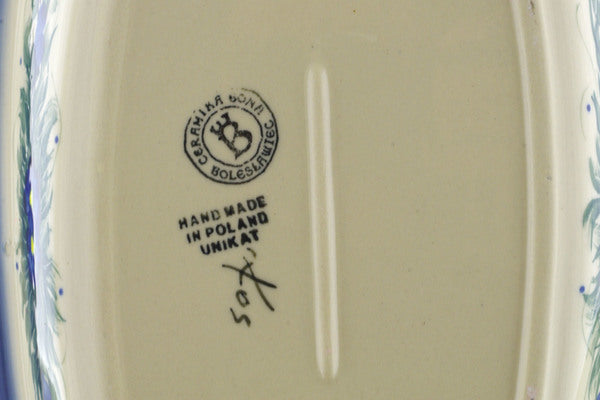 CERAMIKA BONA
B
BOLESŁAWIEC
HAND MADE
IN POLAND
UNIKAT